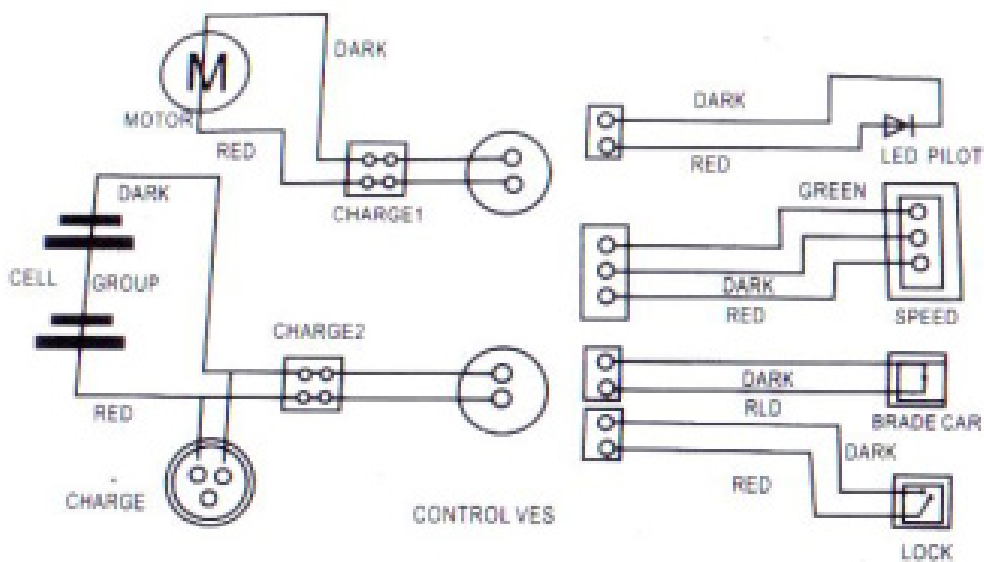 DARK
M
MOTOR
RED
CHARGE1
DARK
CELL GROUP
CHARGE2
RED
CHARGE
CONTROL VES
DARK
RED
LED PILOT
GREEN
DARK
RED
SPEED
DARK
RLD
BRADE CAR
DARK
RED
LOCK